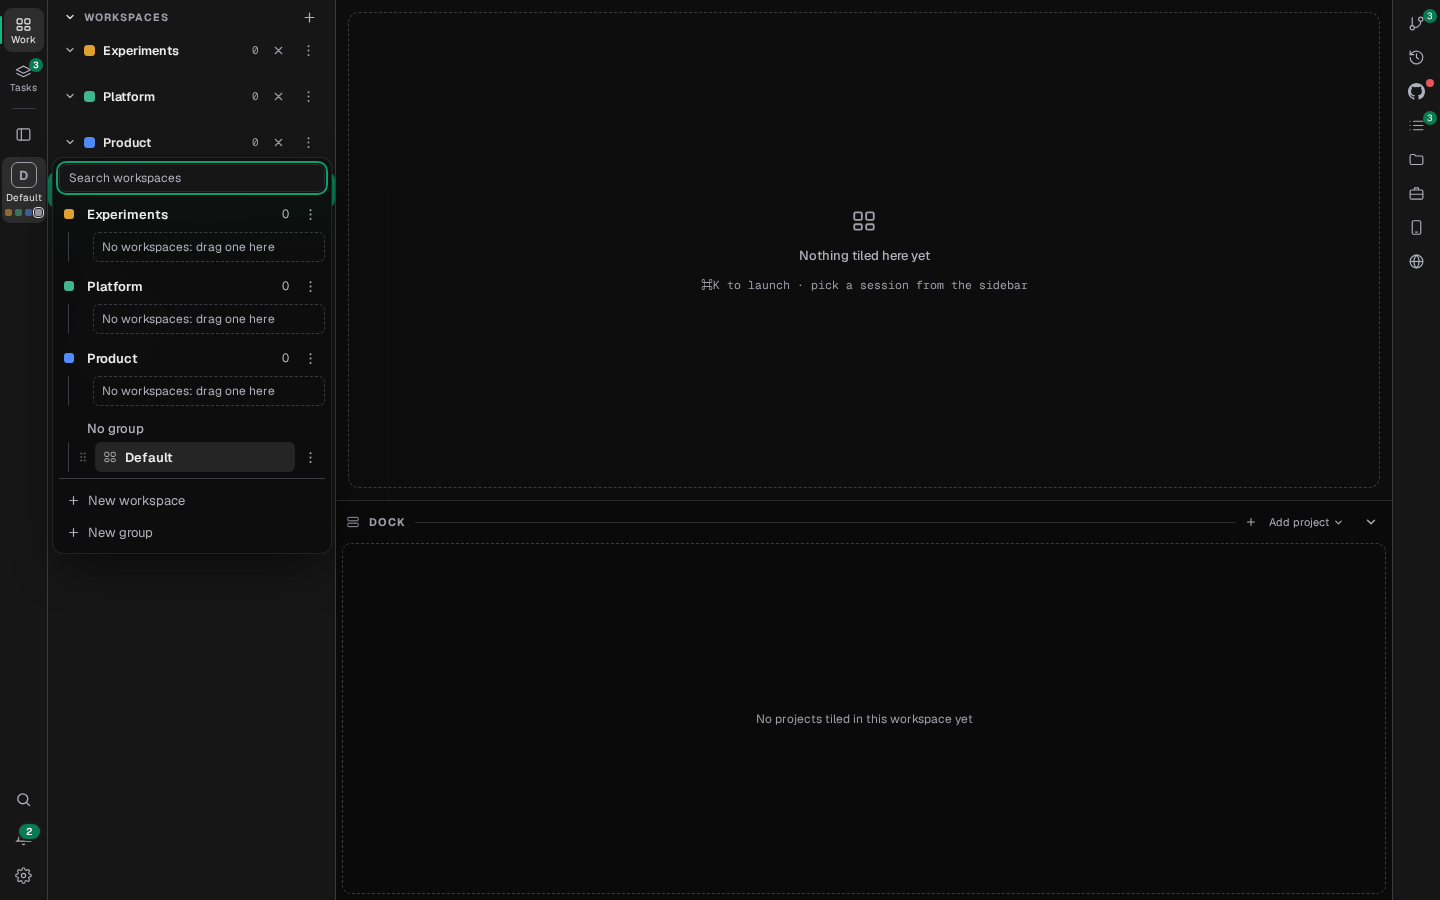 Work
3
Tasks
D
Default
2
WORKSPACES
Experiments 0
Platform 0
Product 0
Search workspaces
Experiments 0
No workspaces: drag one here
Platform 0
No workspaces: drag one here
Product 0
No workspaces: drag one here
No group
Default
New workspace
New group
Nothing tiled here yet
⌘K to launch · pick a session from the sidebar
DOCK
Add project
No projects tiled in this workspace yet
3
3